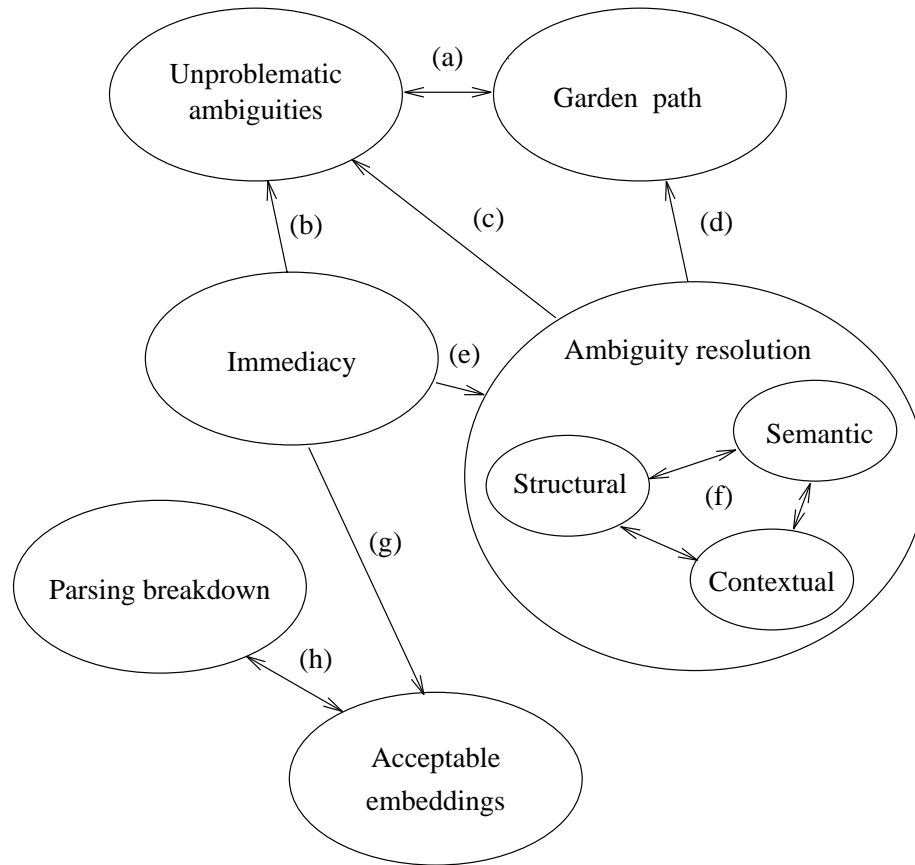 Unproblematic
ambiguities
(a)
Garden path
(b)
(c)
(d)
Immediacy
(e)
Ambiguity resolution
Semantic
Structural
(f)
Contextual
(g)
Parsing breakdown
(h)
Acceptable
embeddings